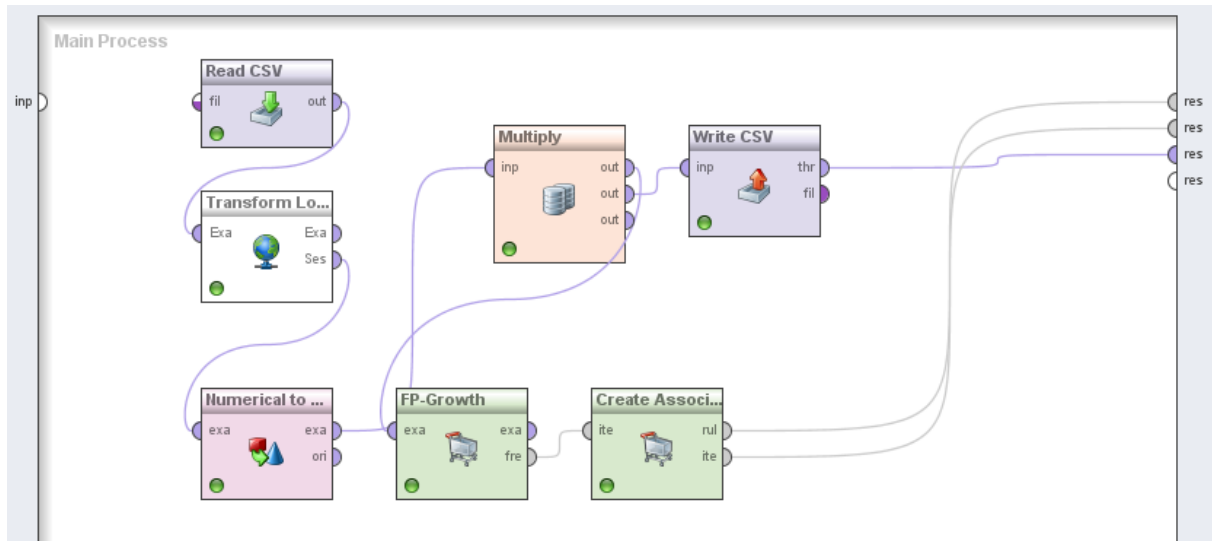 Main Process
Read CSV
inp
fil out
res
res
Multiply
Write CSV
inp out
inp thr
res
out
fil
res
out
Transform Lo...
Exa Exa
Ses
Numerical to ...
FP-Growth
Create Associ...
exa exa
exa exa
ite rul
ori
fre
ite